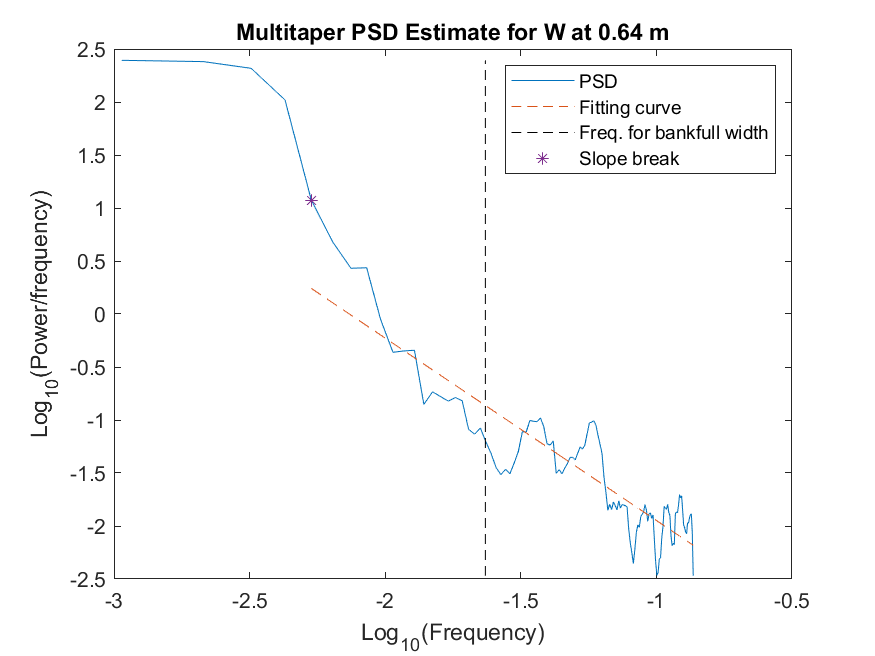 Multitaper PSD Estimate for W at 0.64 m
2.5
2
1.5
1
0.5
0
-0.5
-1
-1.5
-2
-2.5
Log10(Power/frequency)
PSD
Fitting curve
Freq. for bankfull width
Slope break
-3 -2.5 -2 -1.5 -1 -0.5
Log10(Frequency)